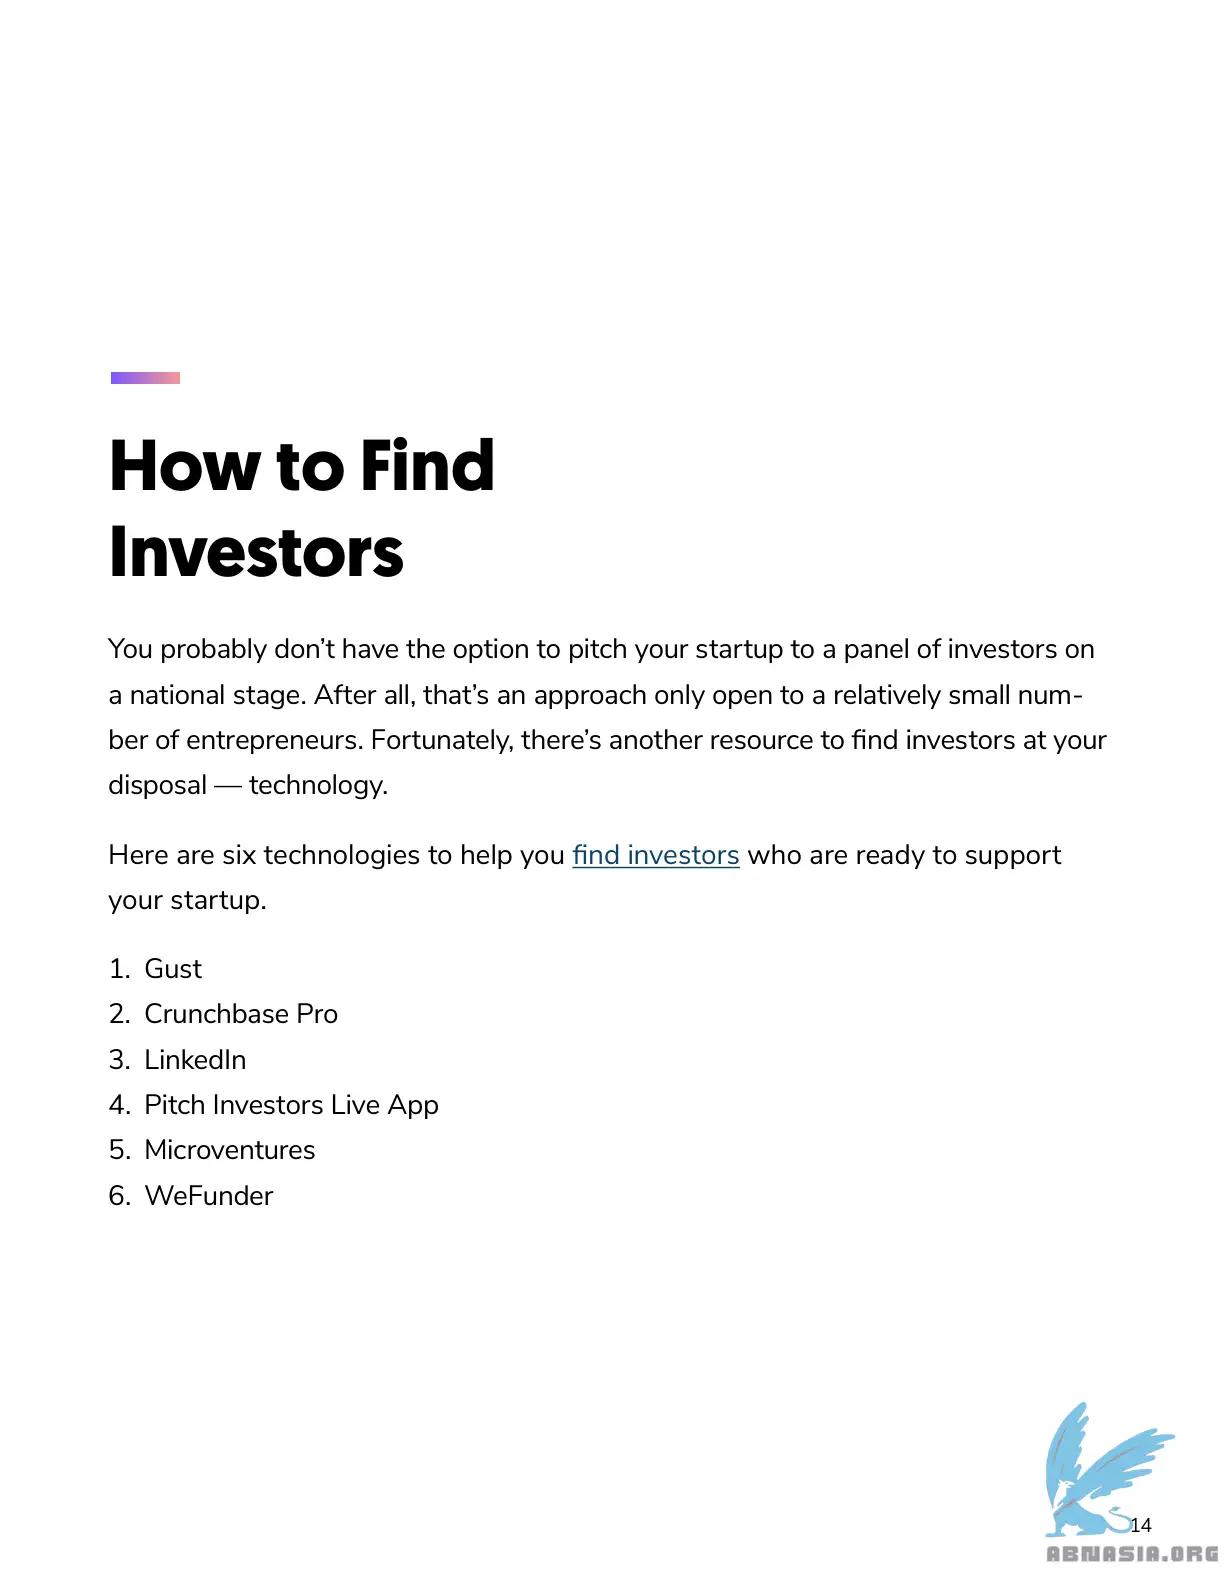 How to Find
Investors
You probably don’t have the option to pitch your startup to a panel of investors on
a national stage. After all, that’s an approach only open to a relatively small num-
ber of entrepreneurs. Fortunately, there’s another resource to find investors at your
disposal — technology.
Here are six technologies to help you find investors who are ready to support
your startup.
1. Gust
2. Crunchbase Pro
3. LinkedIn
4. Pitch Investors Live App
5. Microventures
6. WeFunder
14
ABNASIA.ORG